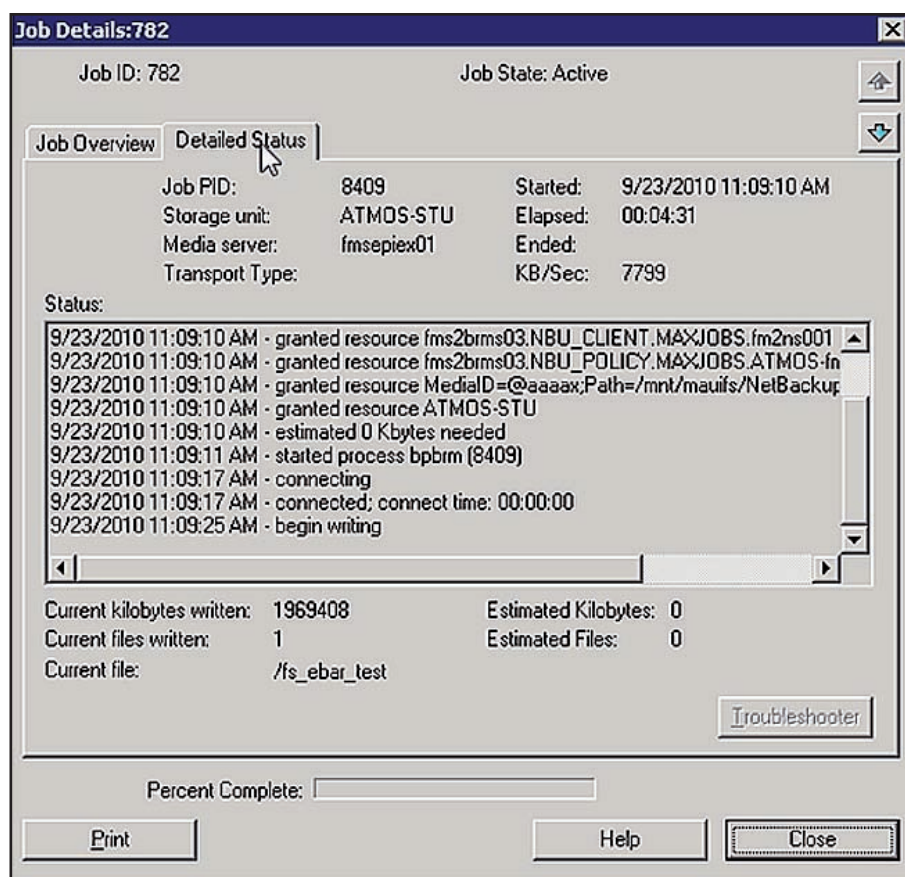 Job Details:782
Job ID: 782 Job State: Active
Job Overview Detailed Status
Job PID: 8409 Started: 9/23/2010 11:09:10 AM
Storage unit: ATMOS-STU Elapsed: 00:04:31
Media server: fmsepiex01 Ended:
Transport Type: KB/Sec: 7799
Status:
9/23/2010 11:09:10 AM - granted resource fms2brms03.NBU_CLIENT.MAXJOBS.fm2ns001
9/23/2010 11:09:10 AM - granted resource fms2brms03.NBU_POLICY.MAXJOBS.ATMOS-fn
9/23/2010 11:09:10 AM - granted resource MediaID=@aaaax;Path=/mnt/mauifs/NetBackup
9/23/2010 11:09:10 AM - granted resource ATMOS-STU
9/23/2010 11:09:10 AM - estimated 0 Kbytes needed
9/23/2010 11:09:11 AM - started process bpbrm (8409)
9/23/2010 11:09:17 AM - connecting
9/23/2010 11:09:17 AM - connected; connect time: 00:00:00
9/23/2010 11:09:25 AM - begin writing
Current kilobytes written: 1969408 Estimated Kilobytes: 0
Current files written: 1 Estimated Files: 0
Current file: /fs_ebar_test
Troubleshooter
Percent Complete:
Print Help Close